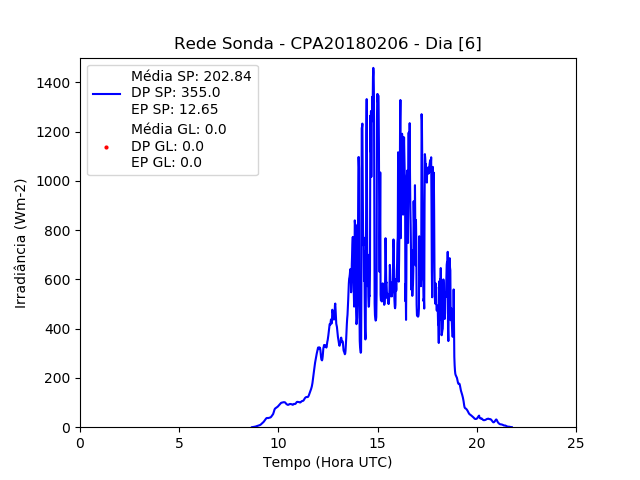 Rede Sonda - CPA20180206 - Dia [6]
Média SP: 202.84
DP SP: 355.0
EP SP: 12.65
Média GL: 0.0
DP GL: 0.0
EP GL: 0.0
Irradiância (Wm-2)
1400
1200
1000
800
600
400
200
0
0 5 10 15 20 25
Tempo (Hora UTC)